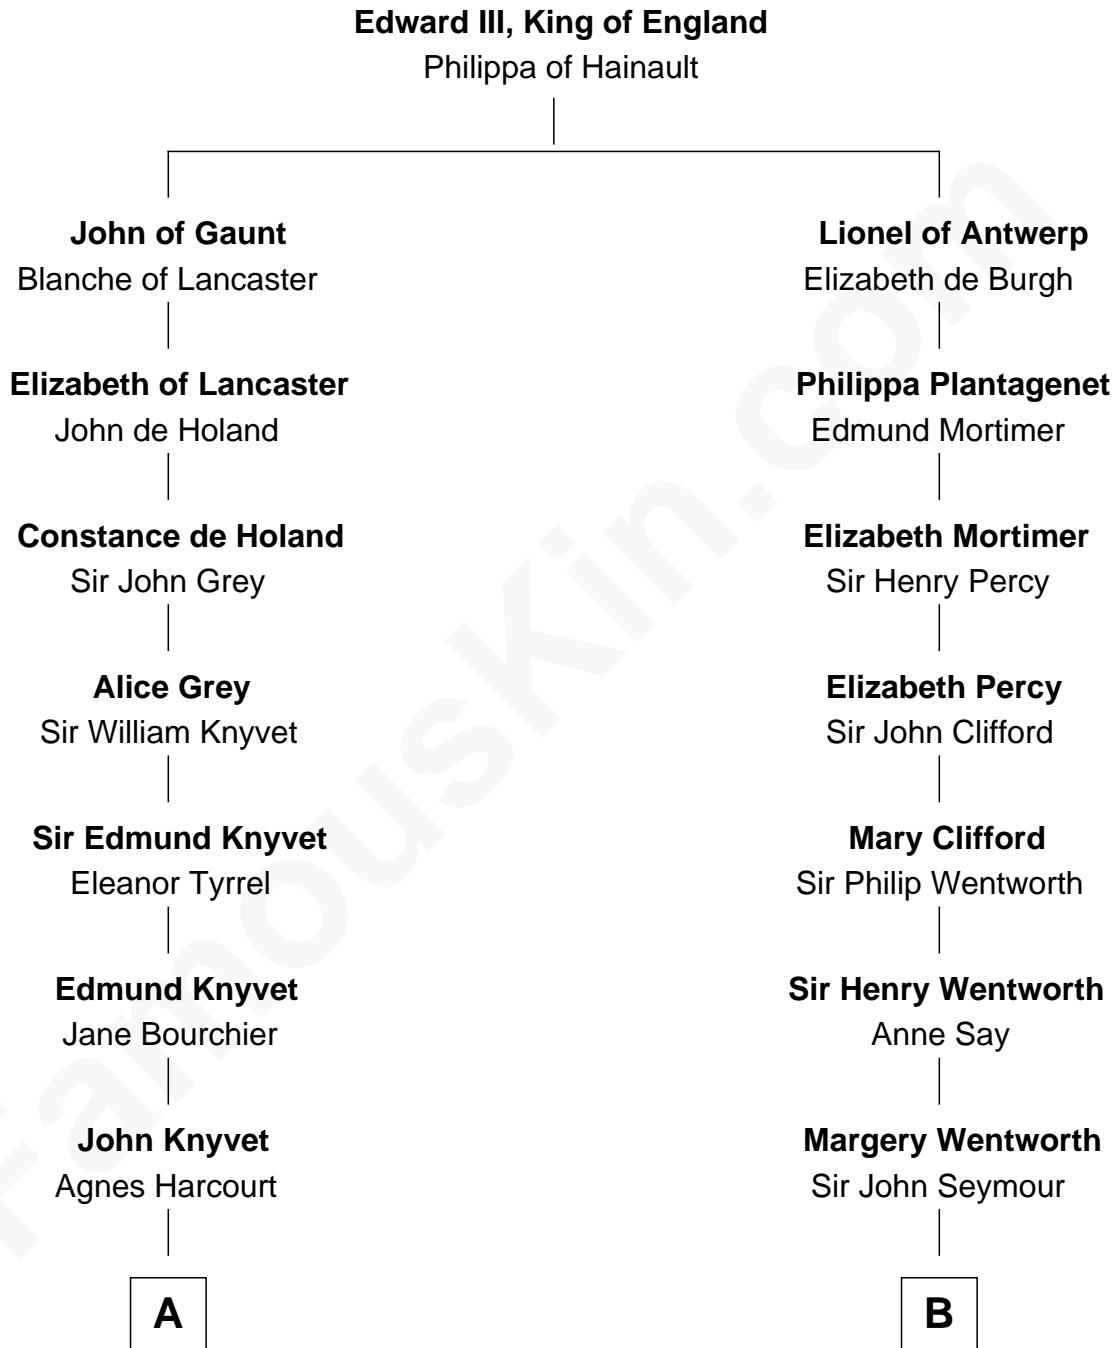 Edward III, King of England
Philippa of Hainault
John of Gaunt
Blanche of Lancaster
Lionel of Antwerp
Elizabeth de Burgh
Elizabeth of Lancaster
John de Holand
Philippa Plantagenet
Edmund Mortimer
Constance de Holand
Sir John Grey
Elizabeth Mortimer
Sir Henry Percy
Alice Grey
Sir William Knyvet
Elizabeth Percy
Sir John Clifford
Sir Edmund Knyvet
Eleanor Tyrrel
Mary Clifford
Sir Philip Wentworth
Edmund Knyvet
Jane Bourchier
Sir Henry Wentworth
Anne Say
John Knyvet
Agnes Harcourt
Margery Wentworth
Sir John Seymour
A
B
FamousKin.com